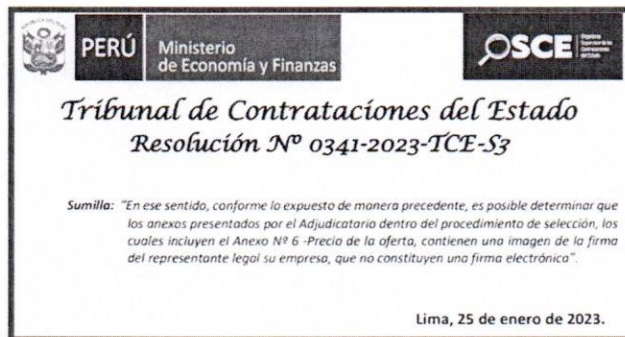 PERÚ
Ministerio
de Economía y Finanzas
OSCE
Tribunal de Contrataciones del Estado
Resolución Nº 0341-2023-TCE-S3
Sumilla: "En ese sentido, conforme lo expuesto de manera precedente, es posible determinar que
los anexos presentados por el Adjudicatario dentro del procedimiento de selección, los
cuales incluyen el Anexo Nº 6 -Precio de la oferta, contienen una imagen de la firma
del representante legal su empresa, que no constituyen una firma electrónica".
Lima, 25 de enero de 2023.